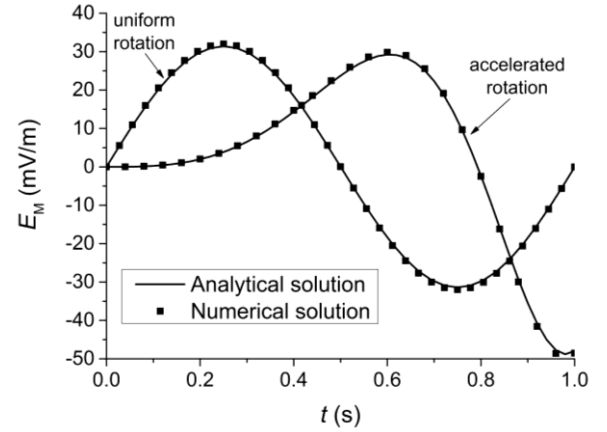 uniform
rotation
accelerated
rotation
40
30
20
10
0
-10
-20
-30
-40
-50
E_M (mV/m)
Analytical solution
Numerical solution
0.0 0.2 0.4 0.6 0.8 1.0
t (s)